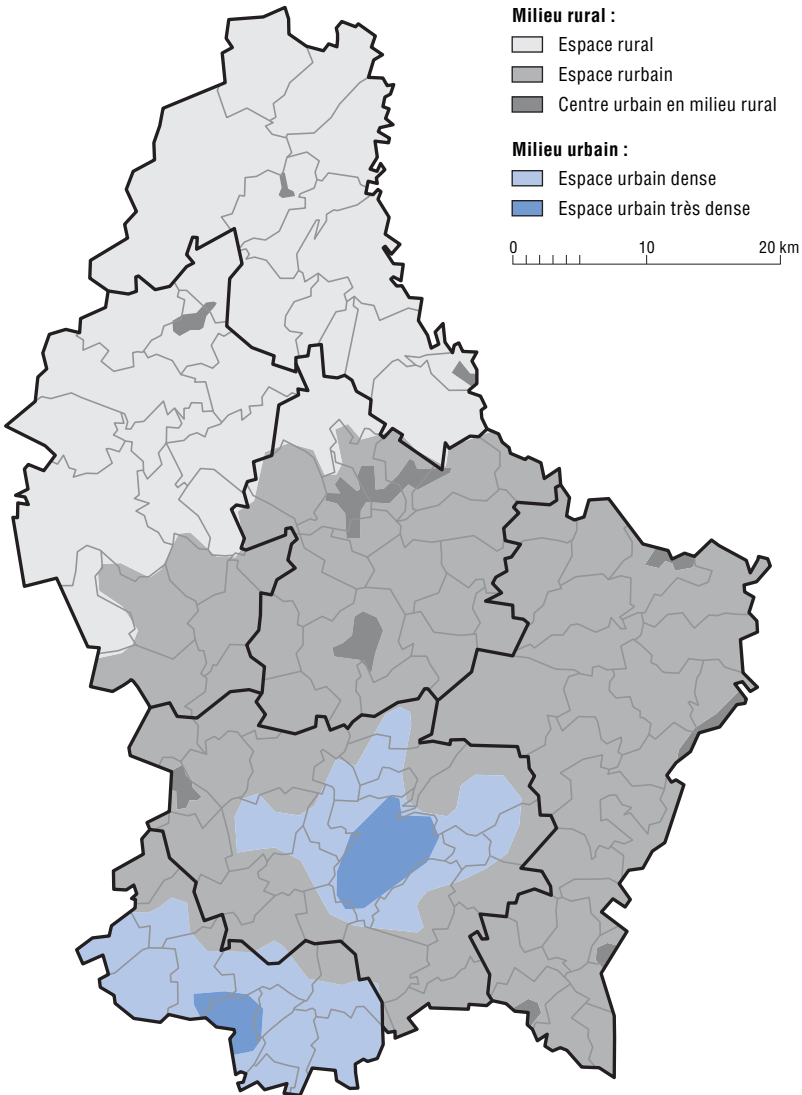 Milieu rural :
Espace rural
Espace rurbain
Centre urbain en milieu rural
Milieu urbain :
Espace urbain dense
Espace urbain très dense
0 10 20 km